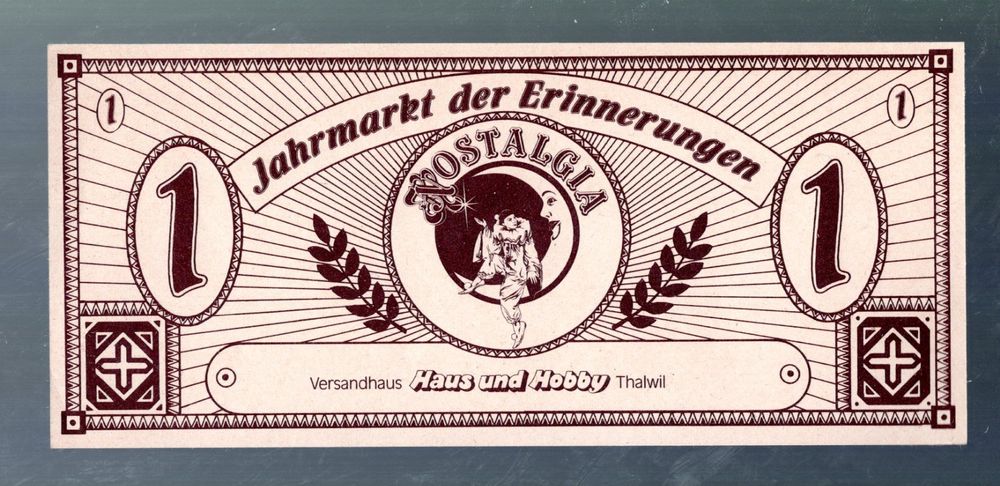 1
1
Jahrmarkt der Erinnerungen
NOSTALGIA
1
1
Versandhaus Haus und Hobby Thalwil